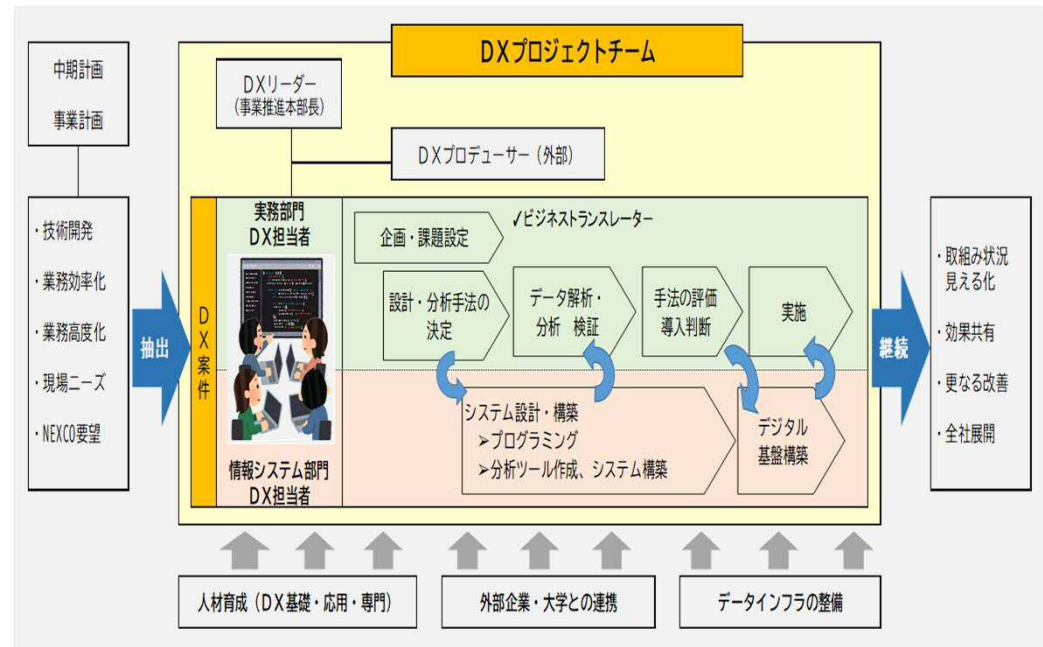 DXプロジェクトチーム
中期計画
事業計画
DXリーダー
(事業推進本部長)
DXプロデューサー(外部)
・技術開発
・業務効率化
・業務高度化
・現場ニーズ
・NEXCO要望
抽出
DX案件
実務部門
DX担当者
情報システム部門
DX担当者
✓ビジネストランスレーター
企画・課題設定
設計・分析手法の
決定
データ解析・
分析 検証
手法の評価
導入判断
実施
システム設計・構築
➢プログラミング
➢分析ツール作成、システム構築
デジタル
基盤構築
継続
・取組み状況
見える化
・効果共有
・更なる改善
・全社展開
人材育成(DX基礎・応用・専門)
外部企業・大学との連携
データインフラの整備